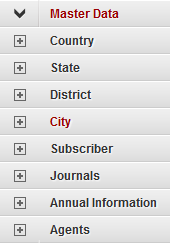 Master Data
Country
State
District
City
Subscriber
Journals
Annual Information
Agents